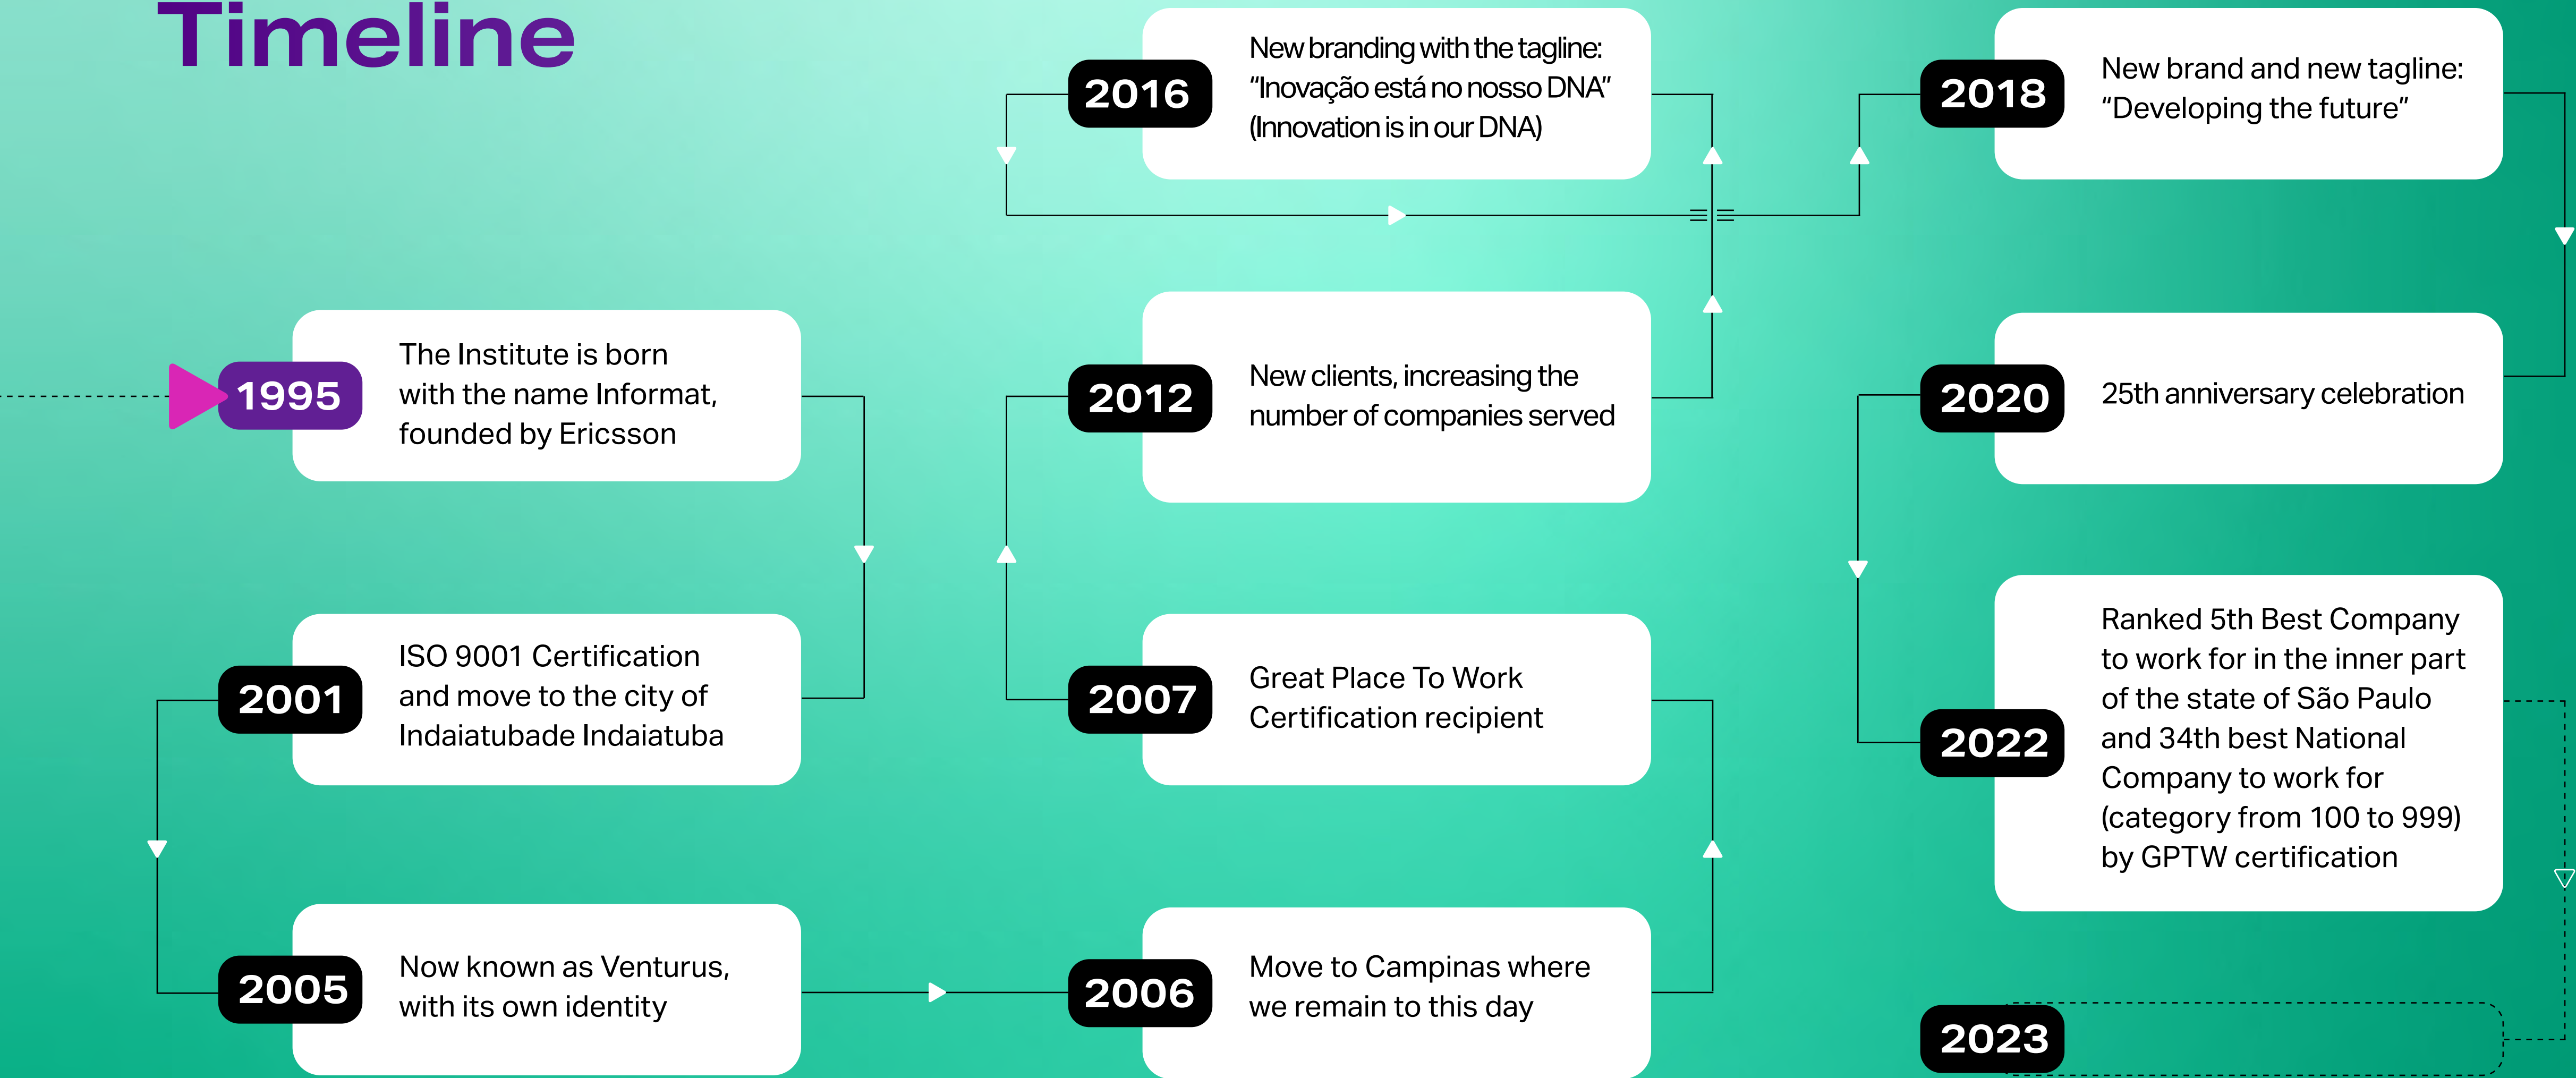 Timeline
1995
The Institute is born
with the name Informat,
founded by Ericsson
2001
ISO 9001 Certification
and move to the city of
Indaiatubade Indaiatuba
2005
Now known as Venturus,
with its own identity
2006
Move to Campinas where
we remain to this day
2007
Great Place To Work
Certification recipient
2012
New clients, increasing the
number of companies served
2016
New branding with the tagline:
“Inovação está no nosso DNA”
(Innovation is in our DNA)
2018
New brand and new tagline:
“Developing the future”
2020
25th anniversary celebration
2022
Ranked 5th Best Company
to work for in the inner part
of the state of São Paulo
and 34th best National
Company to work for
(category from 100 to 999)
by GPTW certification
2023